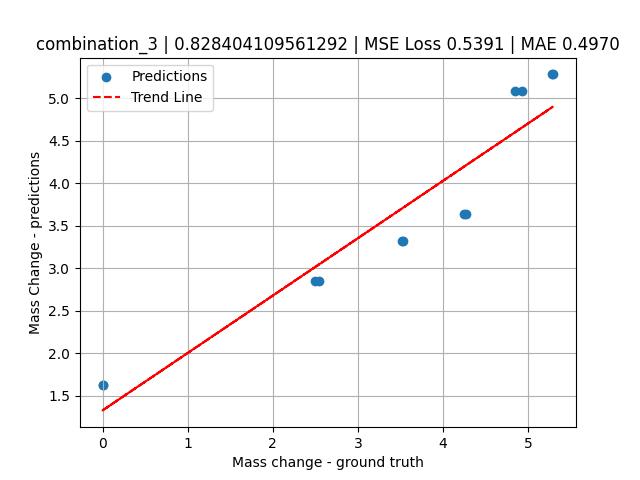 combination_3 | 0.828404109561292 | MSE Loss 0.5391 | MAE 0.4970
Predictions
Trend Line
Mass Change - predictions
5.0
4.5
4.0
3.5
3.0
2.5
2.0
1.5
0 1 2 3 4 5
Mass change - ground truth